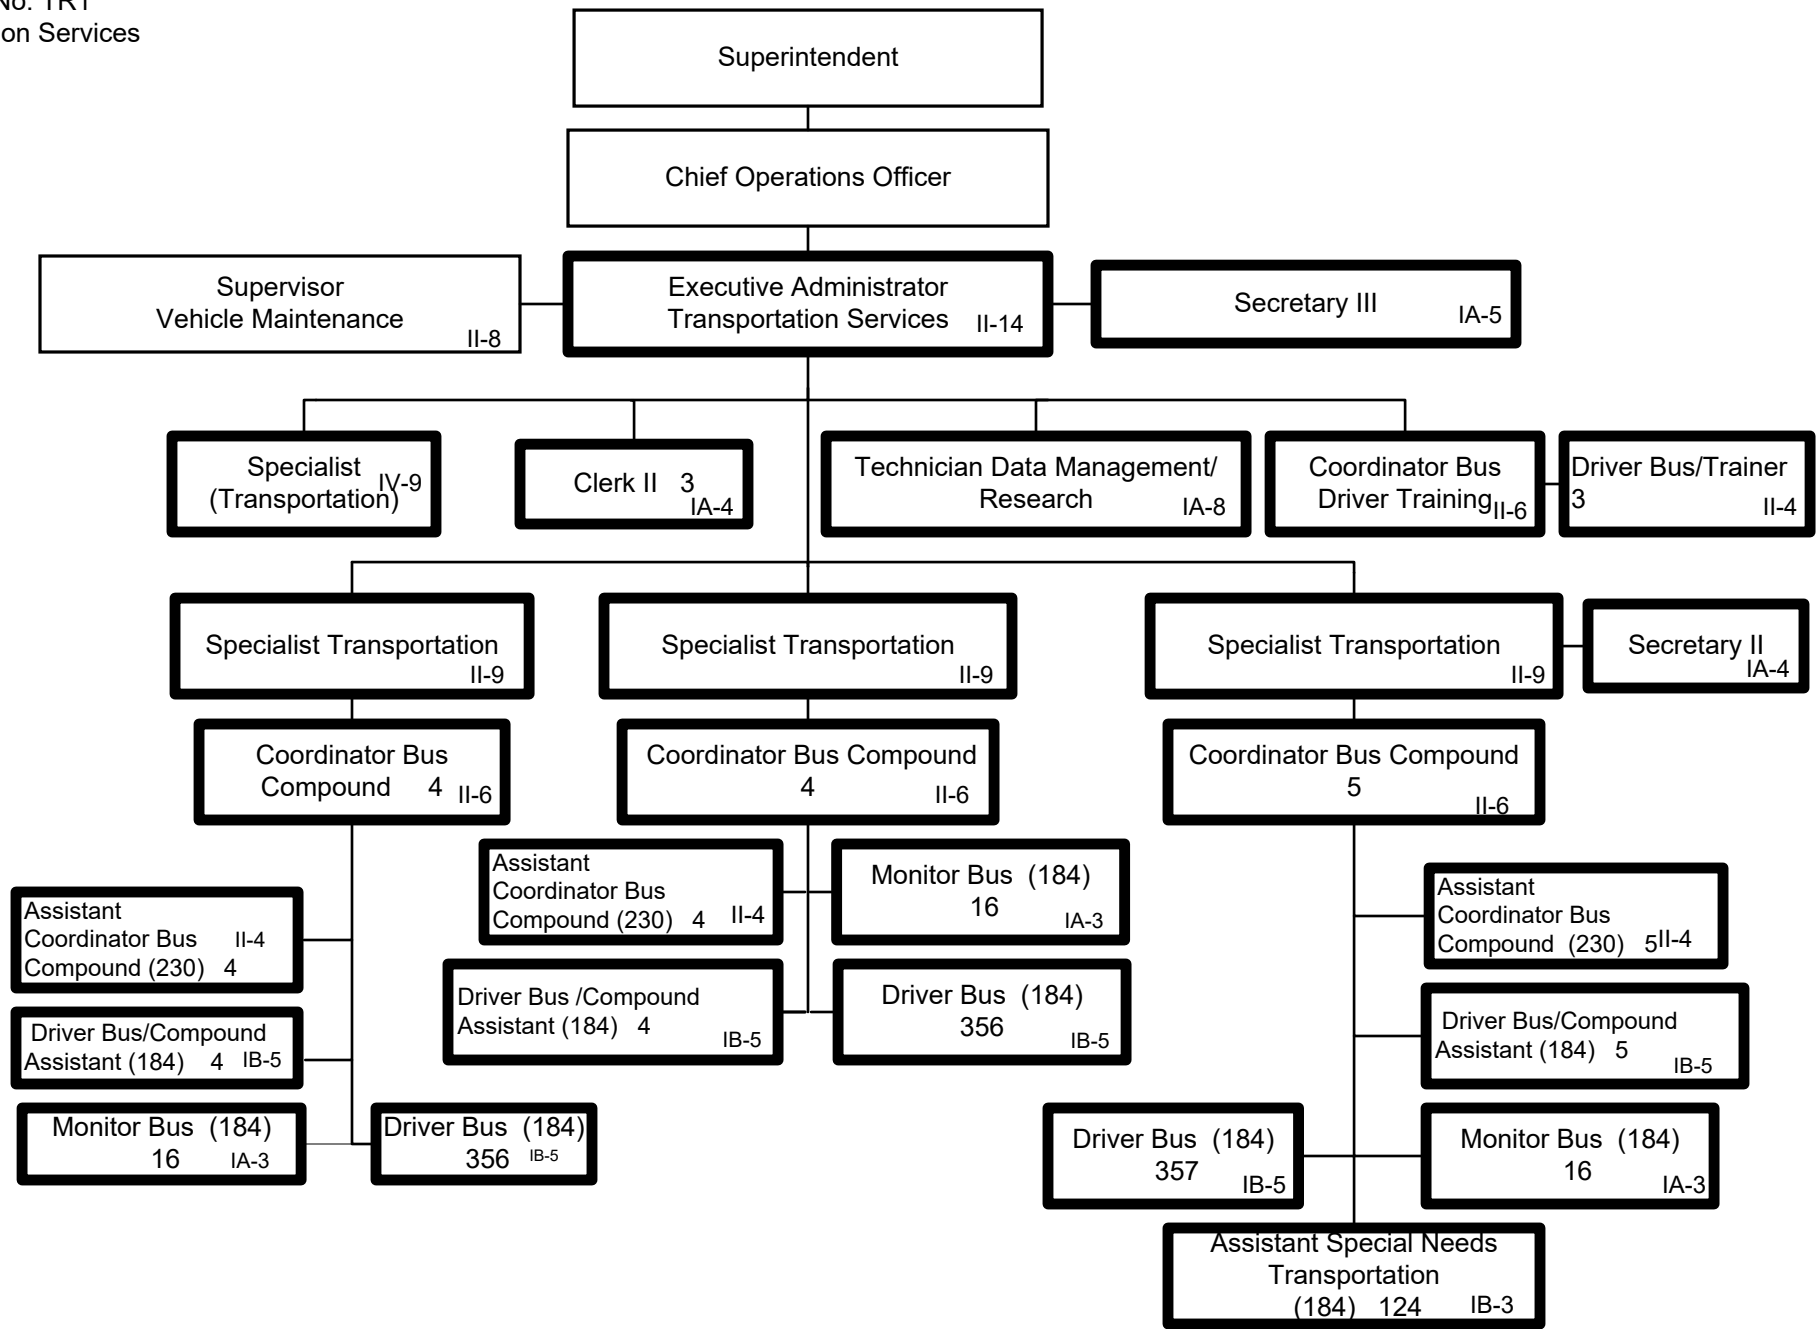 No. TRT
on Services
Superintendent
Chief Operations Officer
Supervisor
Vehicle Maintenance
II-8
Executive Administrator
Transportation Services II-14
Secretary III
IA-5
Specialist
(Transportation) IV-9
Clerk II 3
IA-4
Technician Data Management/
Research IA-8
Coordinator Bus
Driver Training II-6
Driver Bus/Trainer
3 II-4
Specialist Transportation
II-9
Specialist Transportation
II-9
Specialist Transportation
II-9
Secretary II
IA-4
Coordinator Bus
Compound 4 II-6
Coordinator Bus Compound
4 II-6
Coordinator Bus Compound
5
II-6
Assistant
Coordinator Bus II-4
Compound (230) 4
Driver Bus/Compound
Assistant (184) 4 IB-5
Monitor Bus (184)
16 IA-3
Driver Bus (184)
356 IB-5
Assistant
Coordinator Bus
Compound (230) 4 II-4
Monitor Bus (184)
16
IA-3
Driver Bus /Compound
Assistant (184) 4
IB-5
Driver Bus (184)
356
IB-5
Assistant
Coordinator Bus
Compound (230) 5 II-4
Driver Bus/Compound
Assistant (184) 5
IB-5
Driver Bus (184)
357
IB-5
Monitor Bus (184)
16
IA-3
Assistant Special Needs
Transportation
(184) 124 IB-3